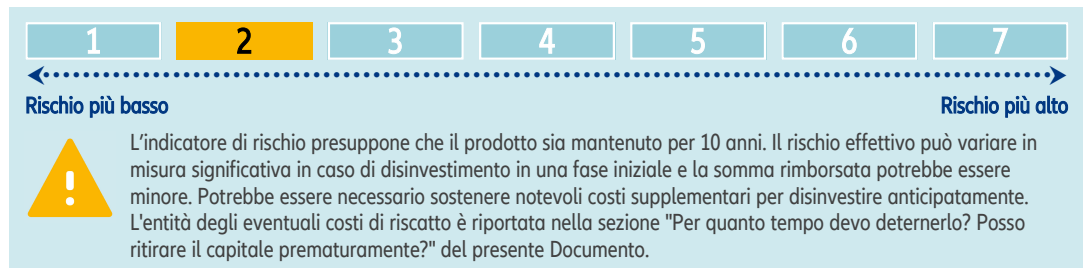 1 2 3 4 5 6 7
Rischio più basso Rischio più alto
L'indicatore di rischio presuppone che il prodotto sia mantenuto per 10 anni. Il rischio effettivo può variare in
misura significativa in caso di disinvestimento in una fase iniziale e la somma rimborsata potrebbe essere
minore. Potrebbe essere necessario sostenere notevoli costi supplementari per disinvestire anticipatamente.
L'entità degli eventuali costi di riscatto è riportata nella sezione "Per quanto tempo devo deternerlo? Posso
ritirare il capitale prematuramente?" del presente Documento.